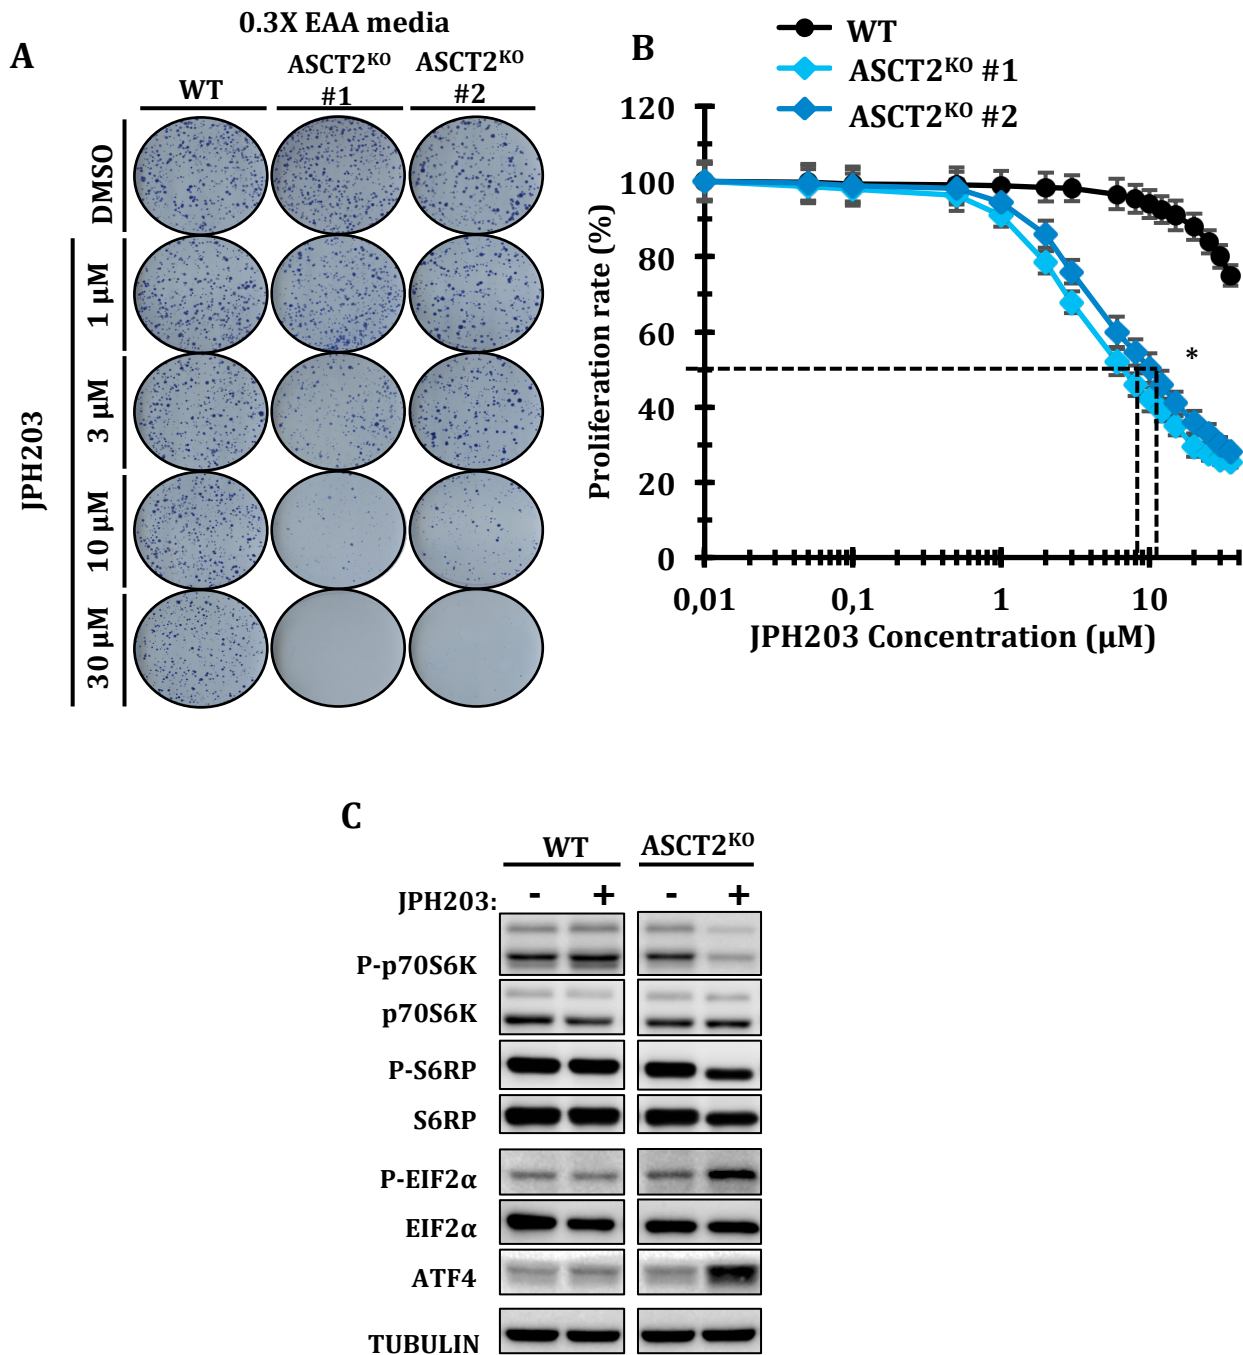 0.3X EAA media
A
WT
ASCT2ᴷᴼ
#1
ASCT2ᴷᴼ
#2
DMSO
1 μM
3 μM
10 μM
30 μM
JPH203
B
WT
ASCT2ᴷᴼ #1
ASCT2ᴷᴼ #2
120
100
80
60
40
20
0
Proliferation rate (%)
*
0,01 0,1 1 10
JPH203 Concentration (μM)
C
WT ASCT2ᴷᴼ
JPH203: - + - +
P-p70S6K
p70S6K
P-S6RP
S6RP
P-EIF2α
EIF2α
ATF4
TUBULIN